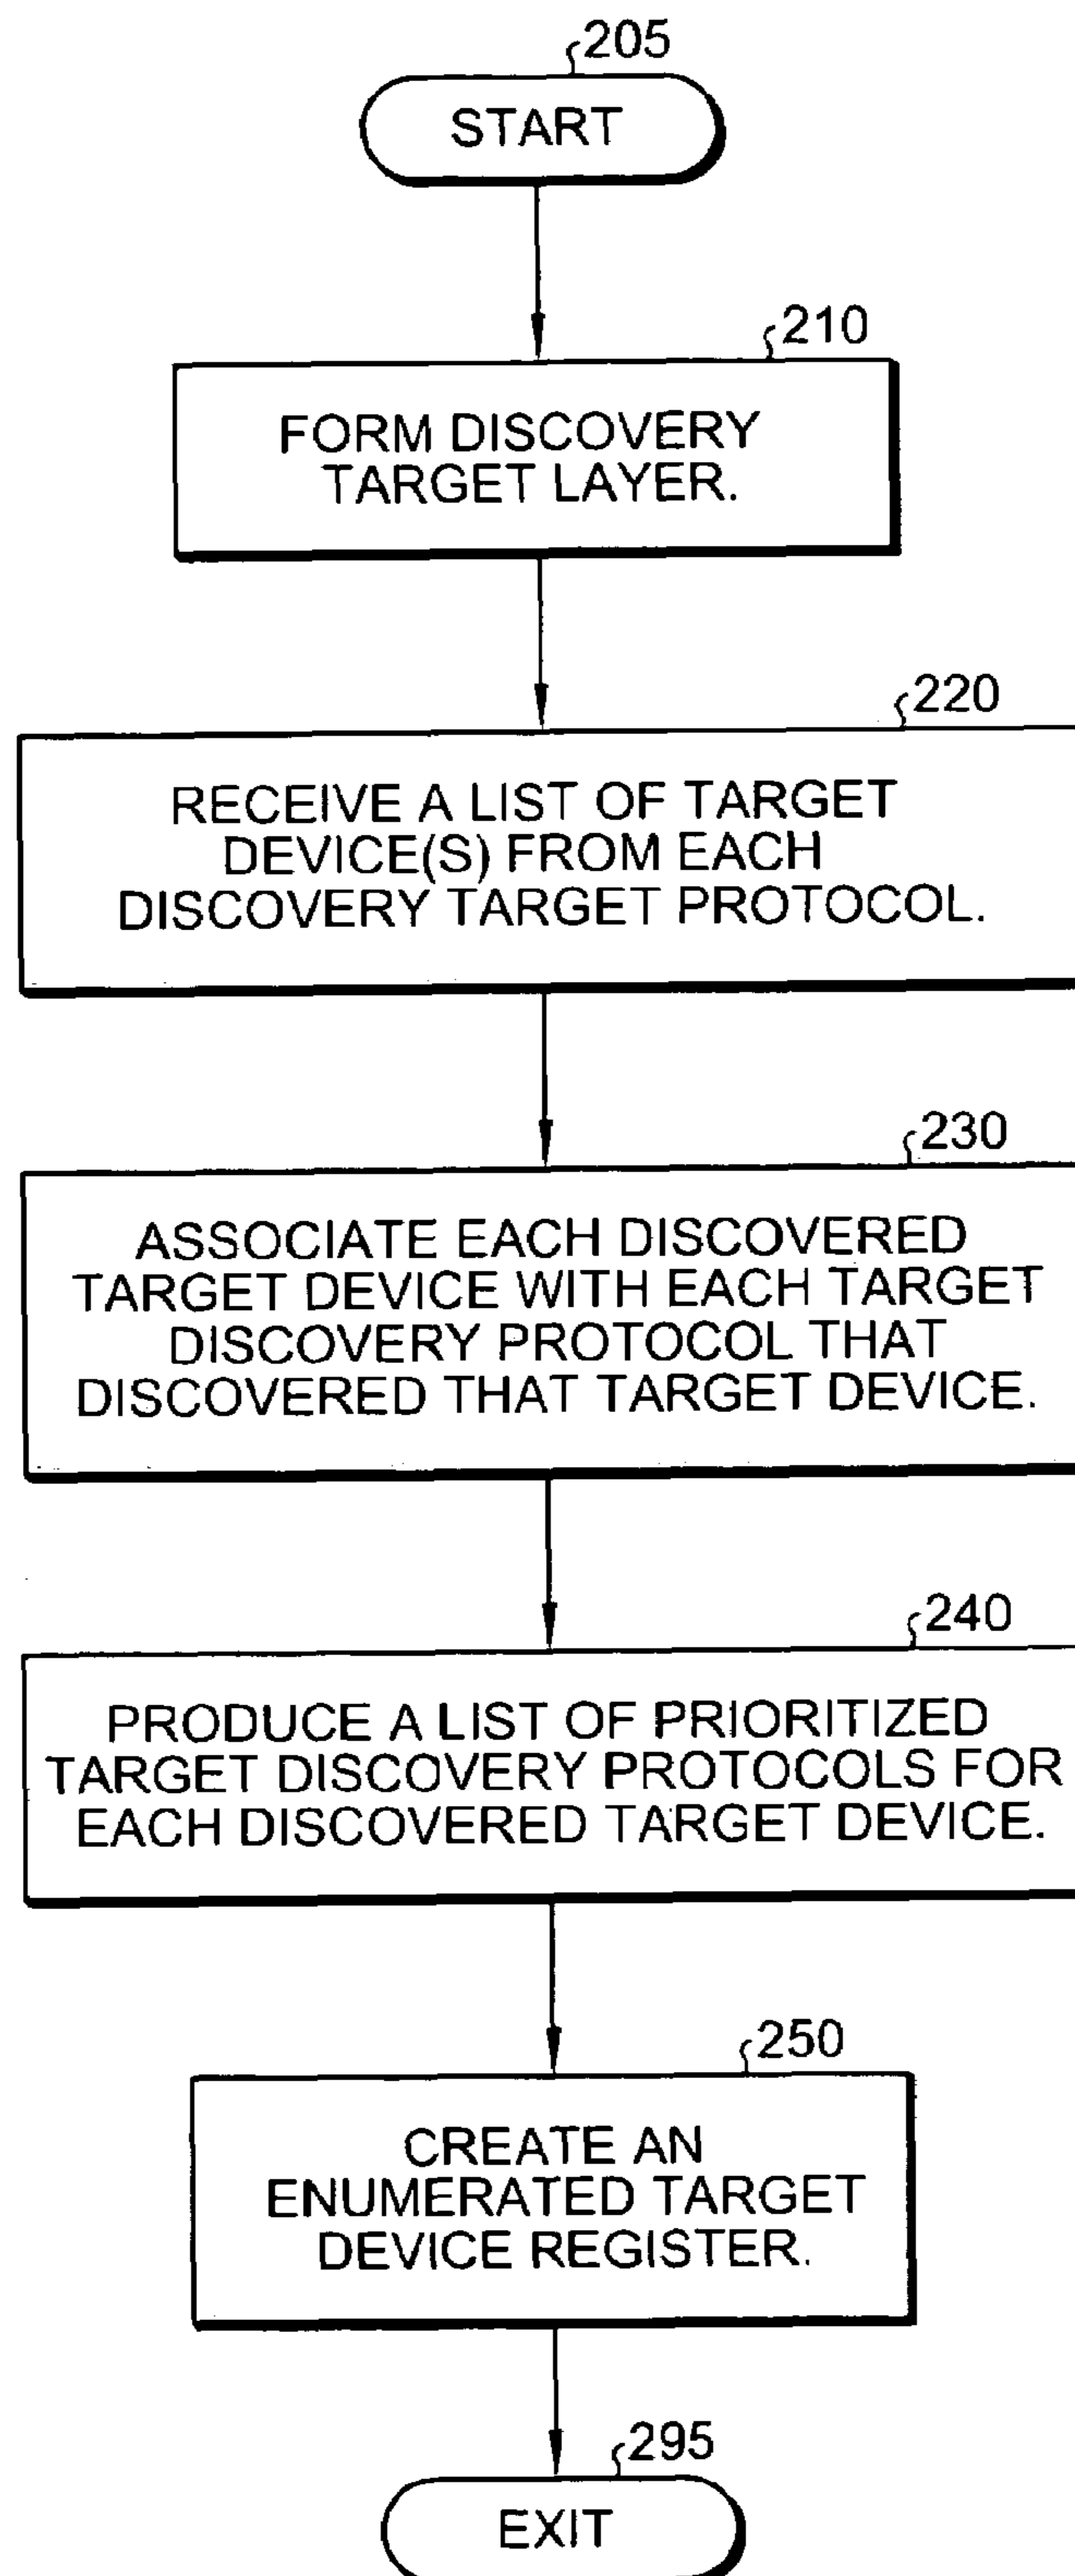 205
START
210
FORM DISCOVERY
TARGET LAYER.
220
RECEIVE A LIST OF TARGET
DEVICE(S) FROM EACH
DISCOVERY TARGET PROTOCOL.
230
ASSOCIATE EACH DISCOVERED
TARGET DEVICE WITH EACH TARGET
DISCOVERY PROTOCOL THAT
DISCOVERED THAT TARGET DEVICE.
240
PRODUCE A LIST OF PRIORITIZED
TARGET DISCOVERY PROTOCOLS FOR
EACH DISCOVERED TARGET DEVICE.
250
CREATE AN
ENUMERATED TARGET
DEVICE REGISTER.
295
EXIT